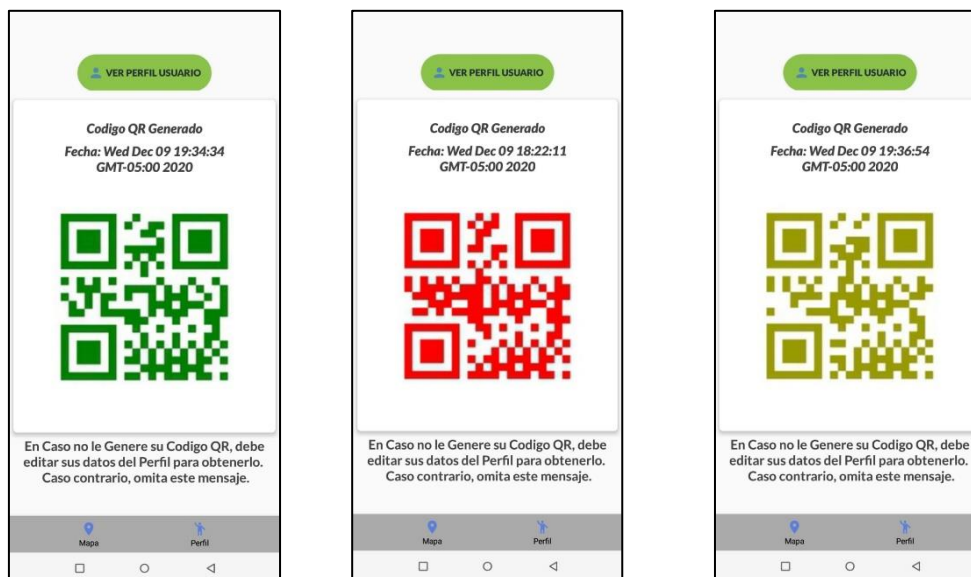 VER PERFIL USUARIO
Codigo QR Generado
Fecha: Wed Dec 09 19:34:34
GMT-05:00 2020
En Caso no le Genere su Codigo QR, debe
editar sus datos del Perfil para obtenerlo.
Caso contrario, omita este mensaje.
Mapa
Perfil
VER PERFIL USUARIO
Codigo QR Generado
Fecha: Wed Dec 09 18:22:11
GMT-05:00 2020
En Caso no le Genere su Codigo QR, debe
editar sus datos del Perfil para obtenerlo.
Caso contrario, omita este mensaje.
Mapa
Perfil
VER PERFIL USUARIO
Codigo QR Generado
Fecha: Wed Dec 09 19:36:54
GMT-05:00 2020
En Caso no le Genere su Codigo QR, debe
editar sus datos del Perfil para obtenerlo.
Caso contrario, omita este mensaje.
Mapa
Perfil